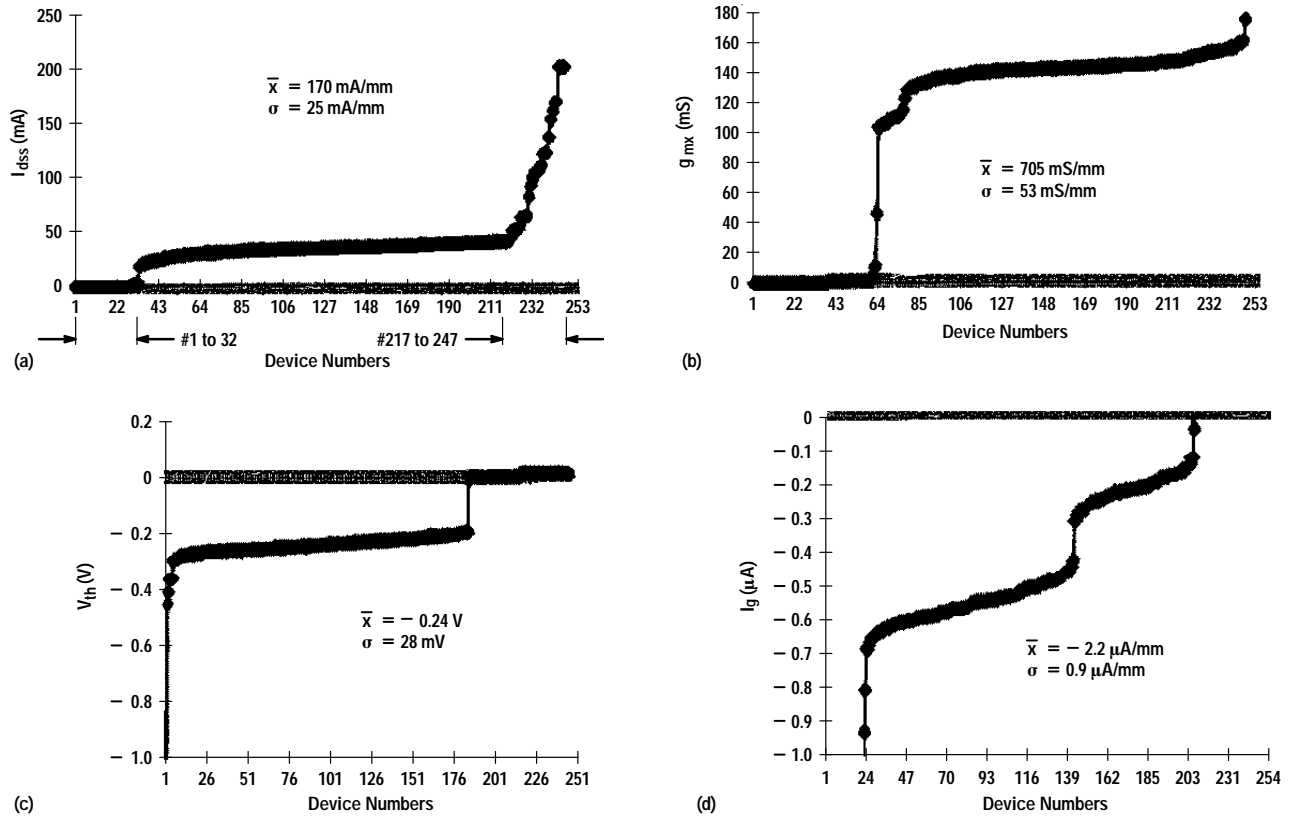 200
150
100
50
0
I dss (mA)
x̄ = 170 mA/mm
σ = 25 mA/mm
1 22 43 64 85 106 127 148 169 190 211 232 253
#1 to 32 #217 to 247
Device Numbers
(a)
180
160
140
120
100
80
60
40
20
0
g mx (mS)
x̄ = 705 mS/mm
σ = 53 mS/mm
1 22 43 64 85 106 127 148 169 190 211 232 253
Device Numbers
(b)
0.2
0
– 0.2
– 0.4
– 0.6
– 0.8
– 1.0
Vth (V)
x̄ = – 0.24 V
σ = 28 mV
1 26 51 76 101 126 151 176 201 226 251
Device Numbers
(c)
0
– 0.1
– 0.2
– 0.3
– 0.4
– 0.5
– 0.6
– 0.7
– 0.8
– 0.9
– 1.0
Ig (μA)
x̄ = – 2.2 μA/mm
σ = 0.9 μA/mm
1 24 47 70 93 116 139 162 185 203 231 254
Device Numbers
(d)